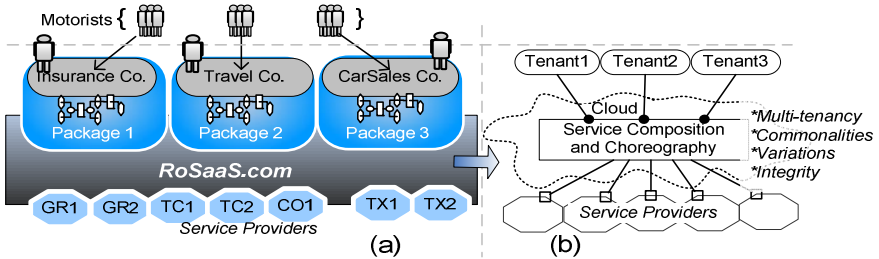 Motorists {
}
Insurance Co.
Travel Co.
CarSales Co.
Package 1
Package 2
Package 3
RoSaaS.com
GR1
GR2
TC1
TC2
CO1
TX1
TX2
Service Providers
(a)
Tenant1
Tenant2
Tenant3
Cloud
Service Composition
and Choreography
*Multi-tenancy
*Commonalities
*Variations
*Integrity
Service Providers
(b)